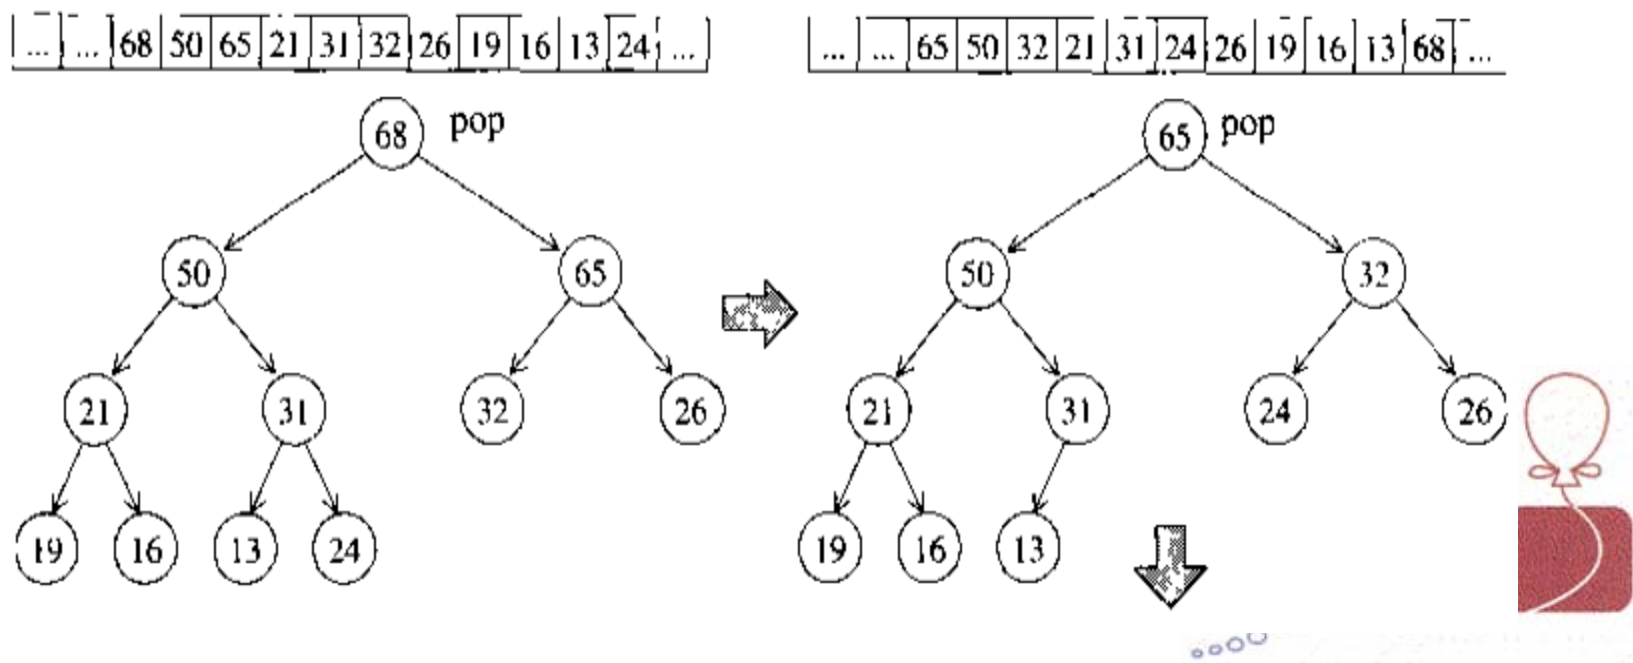 ... ... 68 50 65 21 31 32 26 19 16 13 24 ...
... ... 65 50 32 21 31 24 26 19 16 13 68 ...
68 pop
50 65
21 31 32 26
19 16 13 24
65 pop
50 32
21 31 24 26
19 16 13